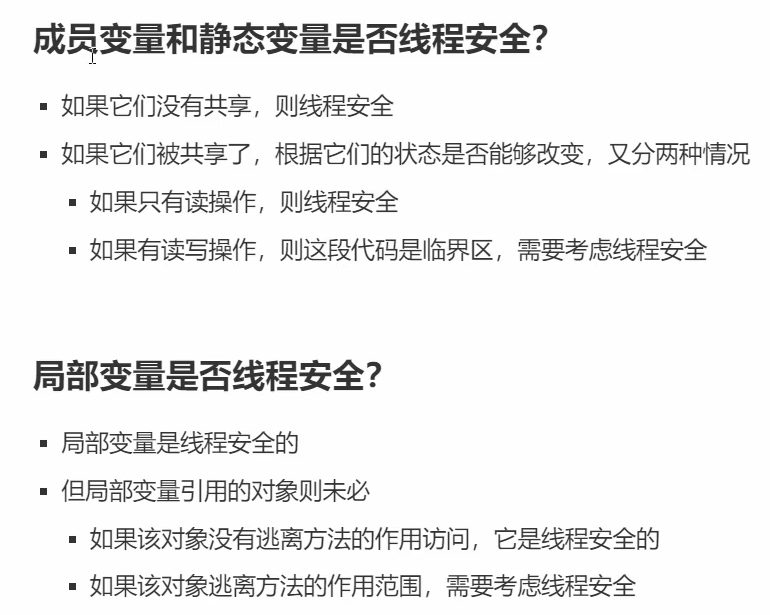 成员变量和静态变量是否线程安全？
如果它们没有共享，则线程安全
如果它们被共享了，根据它们的状态是否能够改变，又分两种情况
如果只有读操作，则线程安全
如果有读写操作，则这段代码是临界区，需要考虑线程安全
局部变量是否线程安全？
局部变量是线程安全的
但局部变量引用的对象则未必
如果该对象没有逃离方法的作用访问，它是线程安全的
如果该对象逃离方法的作用范围，需要考虑线程安全